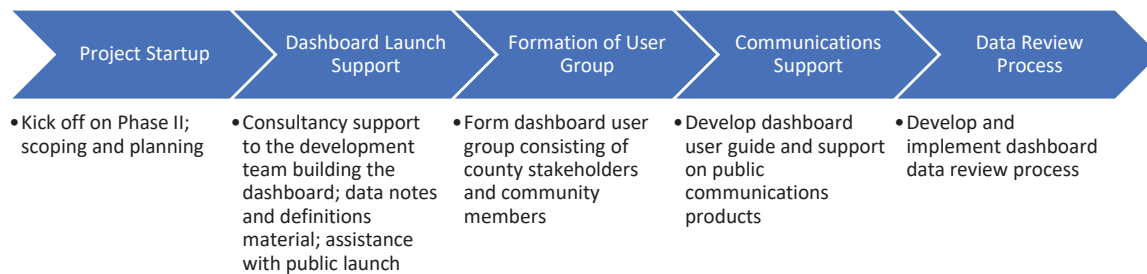 Project Startup
Dashboard Launch
Support
Formation of User
Group
Communications
Support
Data Review
Process
•Kick off on Phase II;
scoping and planning
•Consultancy support
to the development
team building the
dashboard; data notes
and definitions
material; assistance
with public launch
•Form dashboard user
group consisting of
county stakeholders
and community
members
•Develop dashboard
user guide and support
on public
communications
products
•Develop and
implement dashboard
data review process